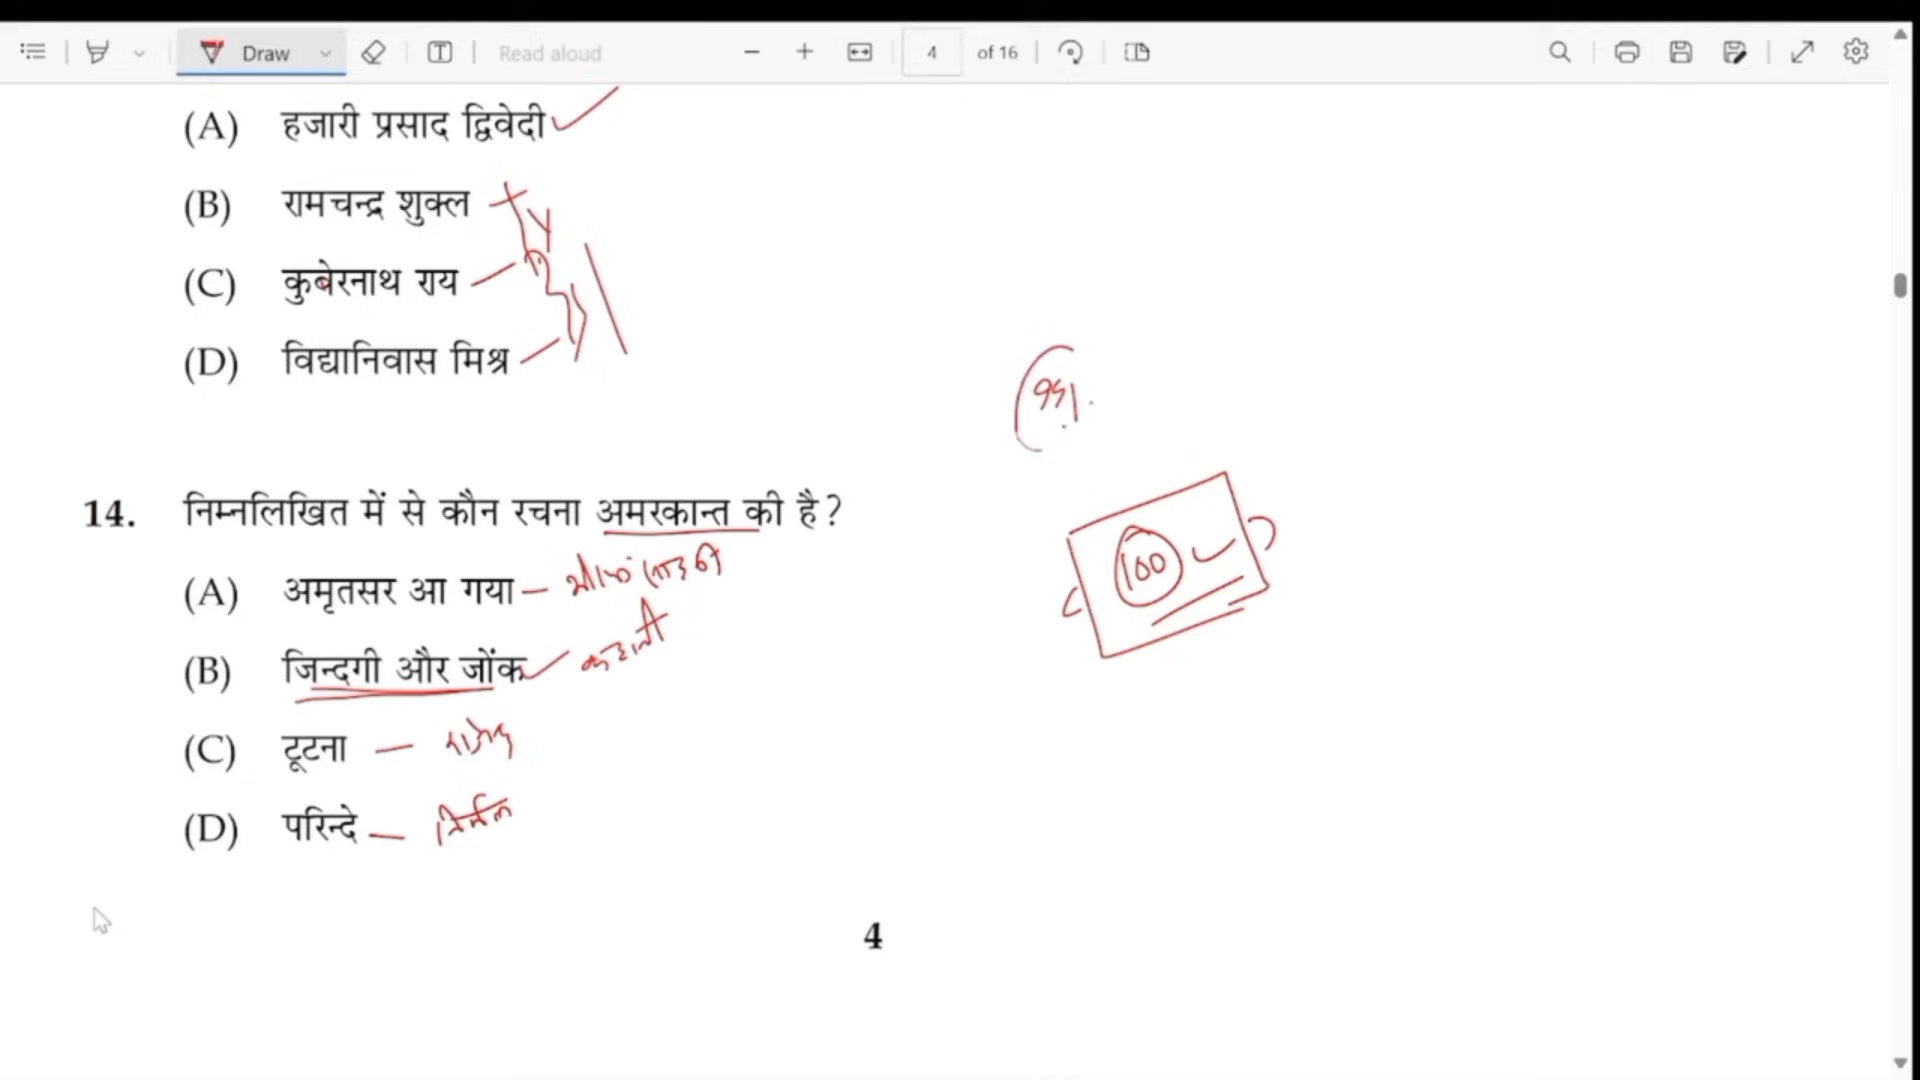 Draw
Read aloud
4 of 16
(A) हजारी प्रसाद द्विवेदी
(B) रामचन्द्र शुक्ल
(C) कुबेरनाथ राय
(D) विद्यानिवास मिश्र
14. निम्नलिखित में से कौन रचना अमरकान्त की है?
100
(A) अमृतसर आ गया –
(B) जिन्दगी और जोंक कहानी
(C) टूटना –
(D) परिन्दे – निर्मल
4